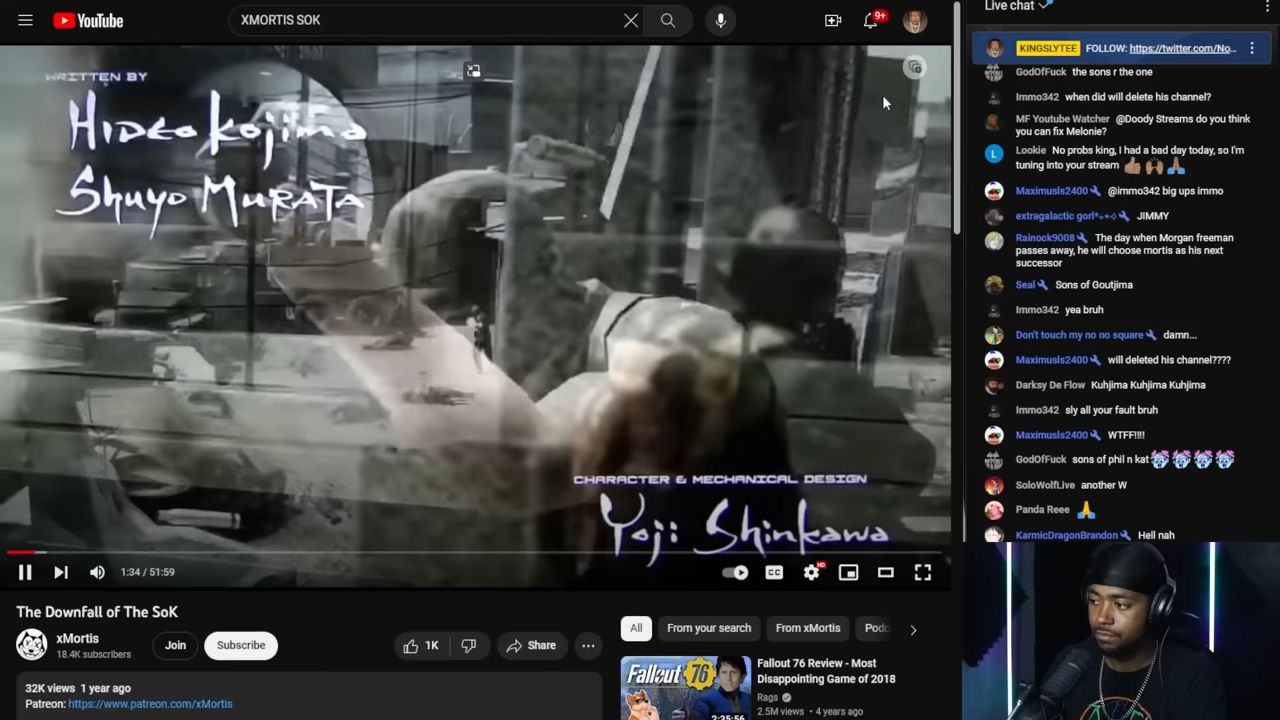 YouTube
XMORTIS SOK
9+
WRITTEN BY
Hideo Kojima
Shuyo Murata
CHARACTER & MECHANICAL DESIGN
Yoji Shinkawa
1:34 / 51:59
CC
HD
The Downfall of The SoK
xMortis
18.4K subscribers
Join
Subscribe
1K
Share
32K views 1 year ago
Patreon: https://www.patreon.com/xMortis
All
From your search
From xMortis
Podc
Fallout 76
2:35:56
Fallout 76 Review - Most
Disappointing Game of 2018
Rags
2.5M views • 4 years ago
Live chat
KINGSLYTEE FOLLOW: https://twitter.com/No...
GodOfFuck the sons r the one
Immo342 when did will delete his channel?
MF Youtube Watcher @Doody Streams do you think
you can fix Melonie?
L
Lookie No probs king, I had a bad day today, so I'm
tuning into your stream
Maximusls2400 @immo342 big ups immo
extragalactic gorl JIMMY
Rainock9008 The day when Morgan freeman
passes away, he will choose mortis as his next
successor
Seal Sons of Goutjima
Immo342 yea bruh
Don't touch my no no square damn...
Maximusls2400 will deleted his channel????
Darksy De Flow Kuhjima Kuhjima Kuhjima
Immo342 sly all your fault bruh
Maximusls2400 WTFF!!!!
GodOfFuck sons of phil n kat
SoloWolfLive another W
Panda Reee
KarmicDragonBrandon Hell nah